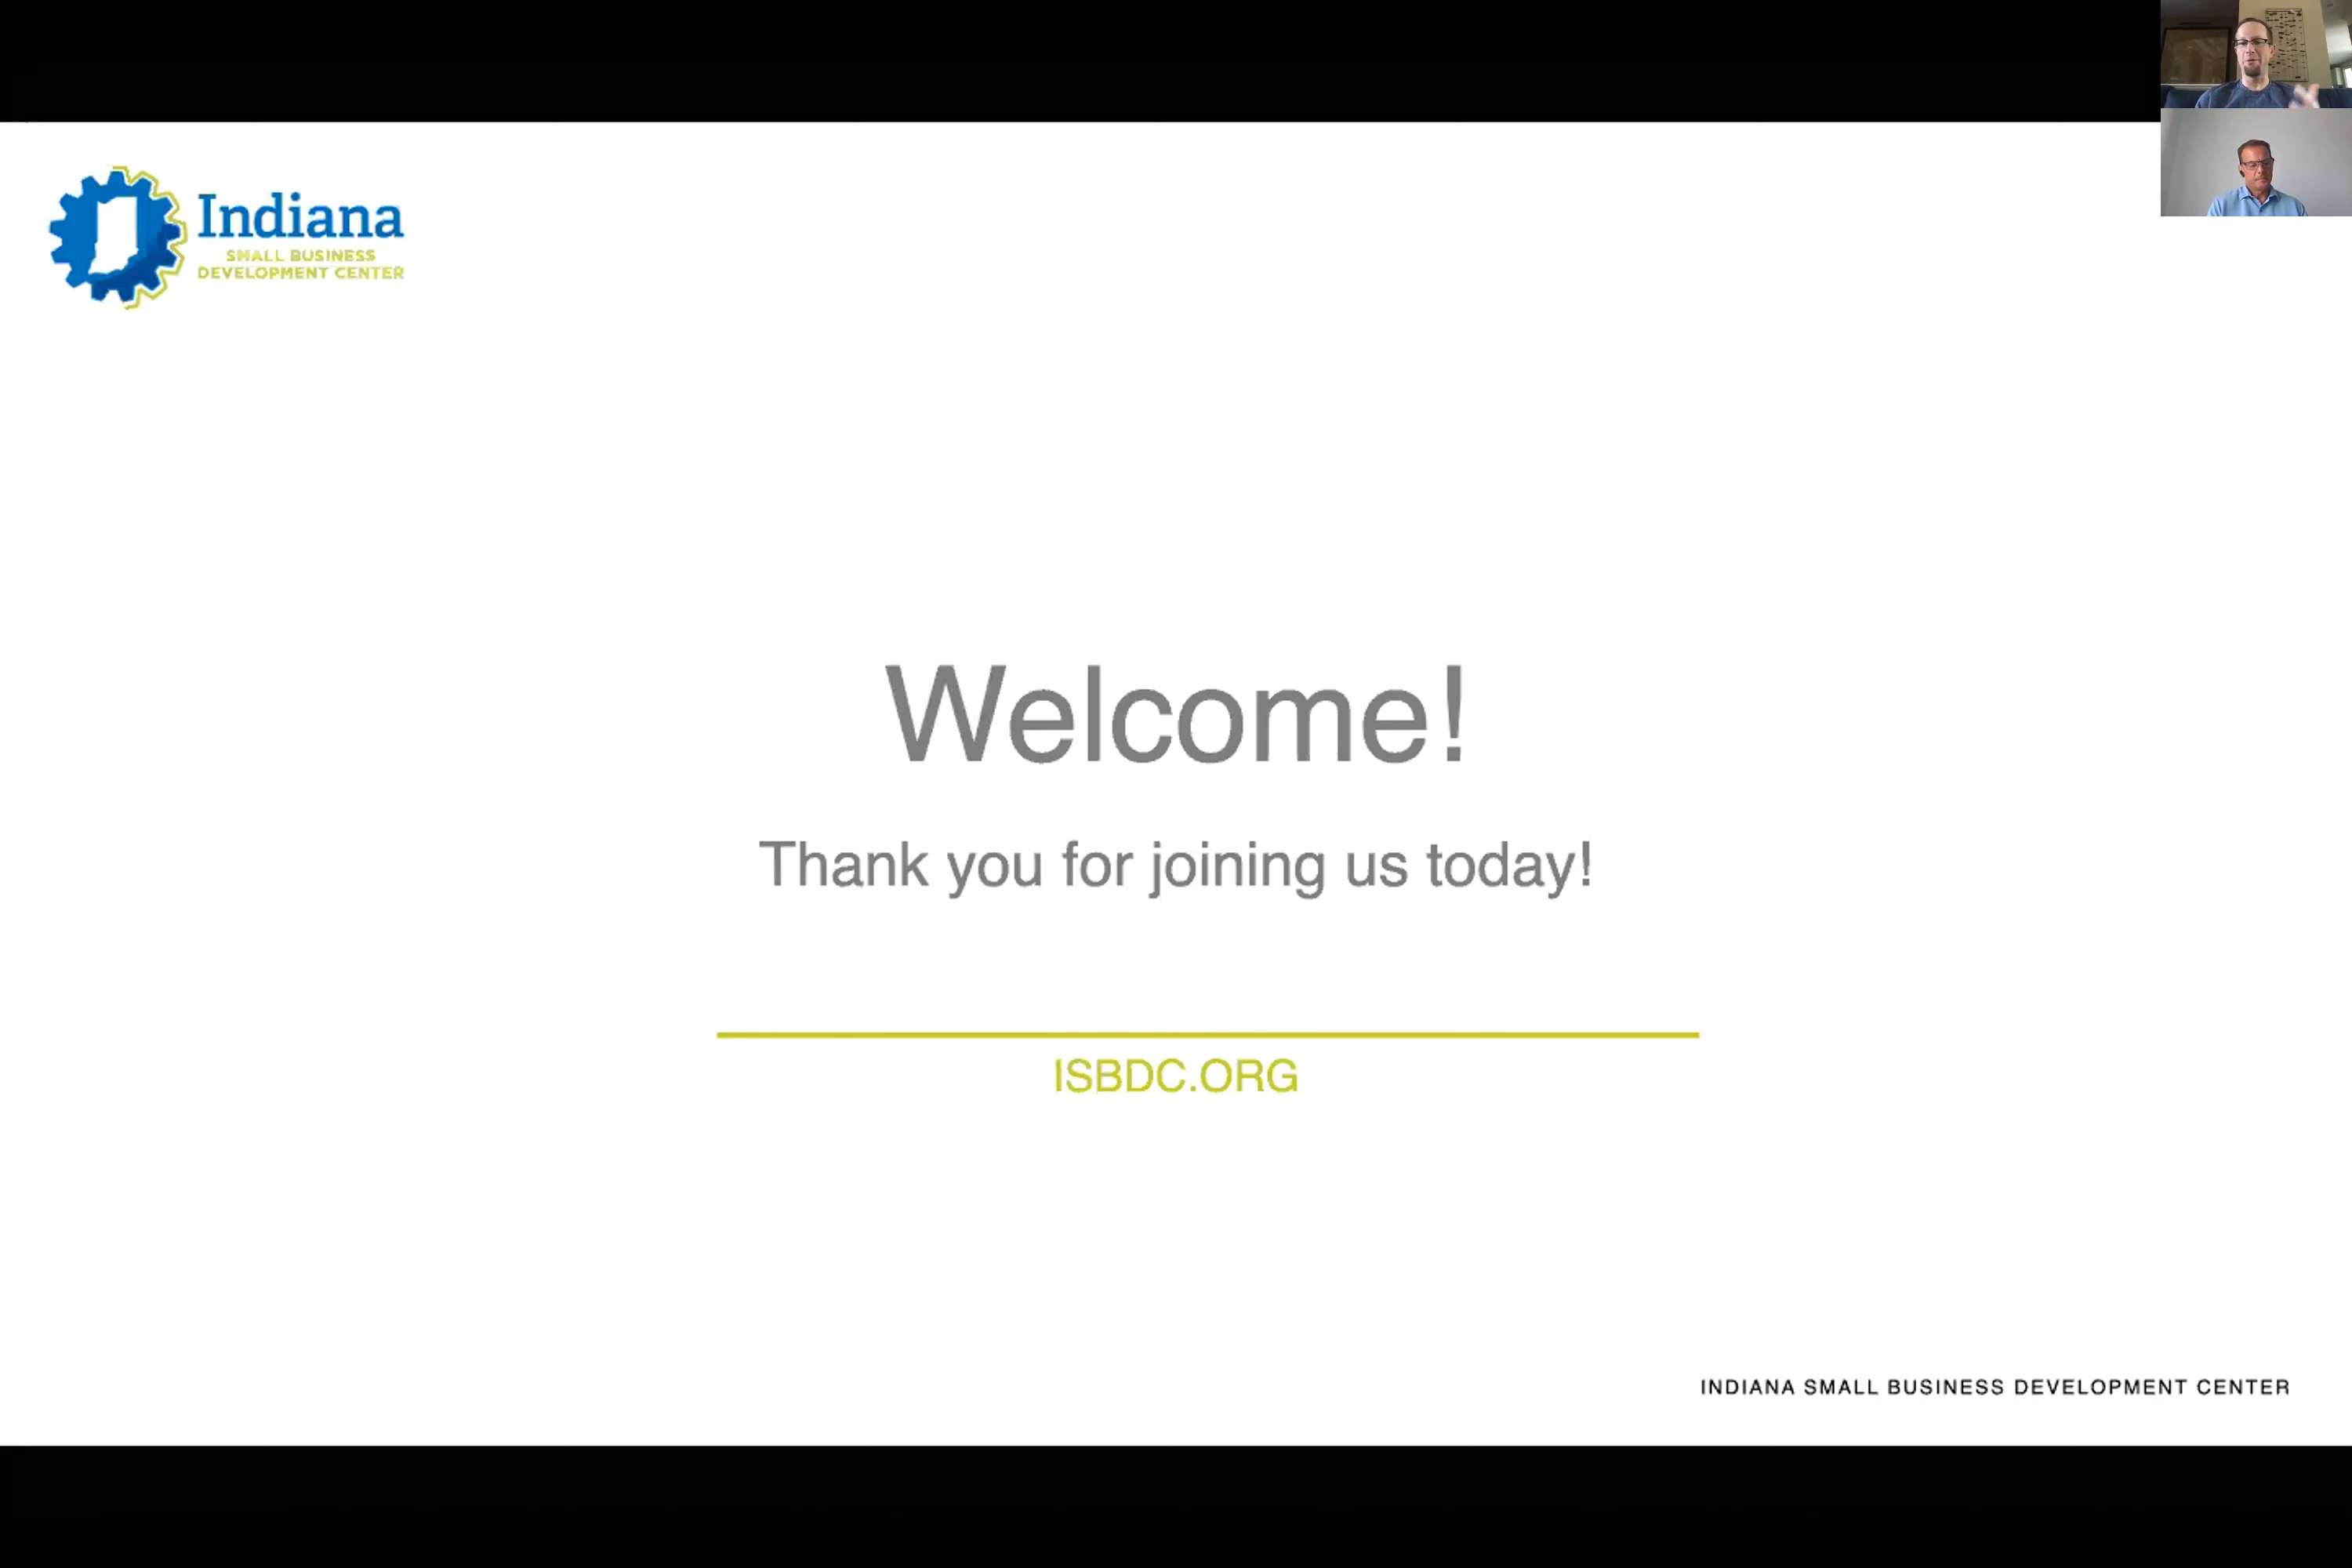 Indiana
SMALL BUSINESS
DEVELOPMENT CENTER
Welcome!
Thank you for joining us today!
ISBDC.ORG
INDIANA SMALL BUSINESS DEVELOPMENT CENTER